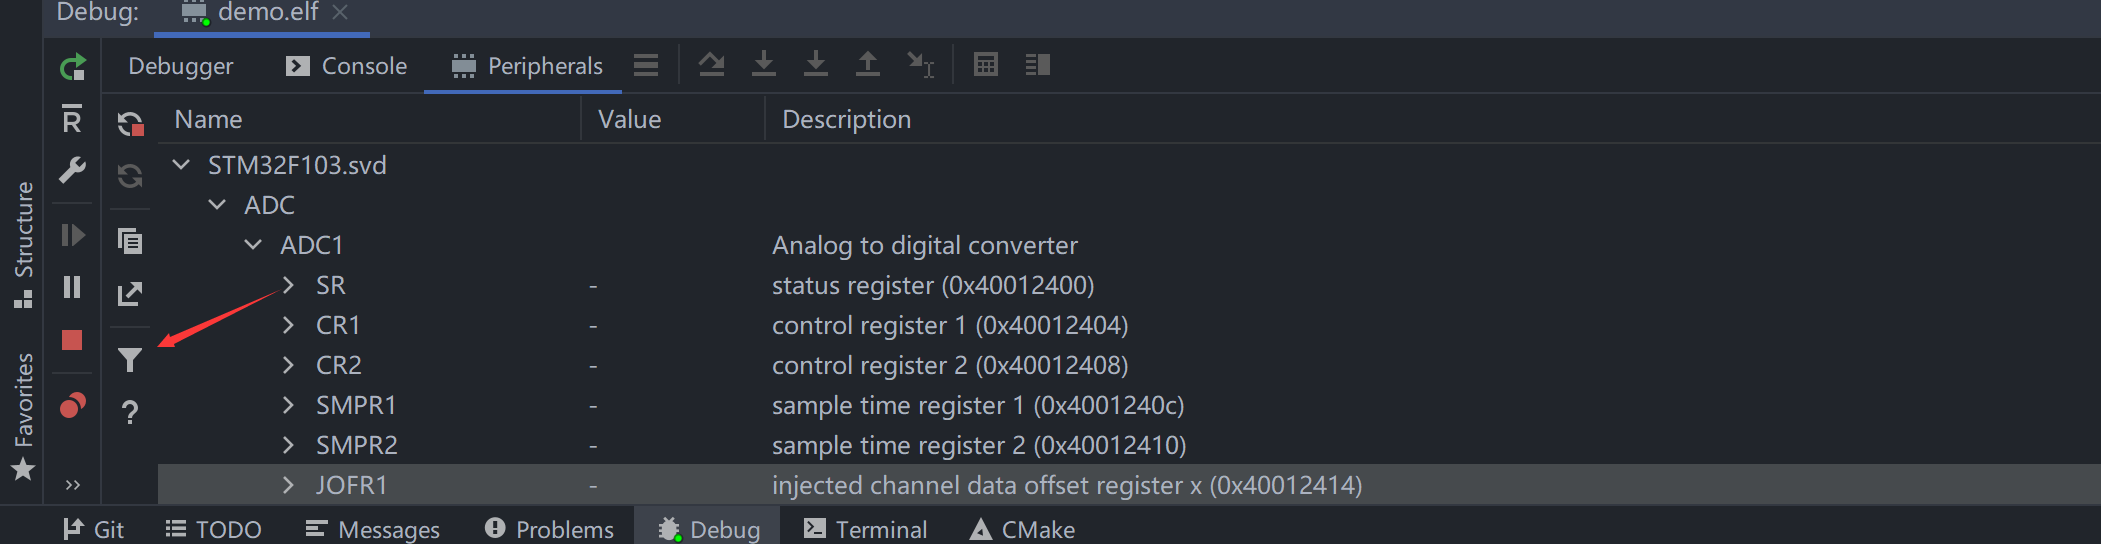 Debug: demo.elf
Debugger Console Peripherals
Name Value Description
STM32F103.svd
ADC
ADC1 Analog to digital converter
SR - status register (0x40012400)
CR1 - control register 1 (0x40012404)
CR2 - control register 2 (0x40012408)
SMPR1 - sample time register 1 (0x4001240c)
SMPR2 - sample time register 2 (0x40012410)
JOFR1 - injected channel data offset register x (0x40012414)
Structure
Favorites
Git TODO Messages Problems Debug Terminal CMake